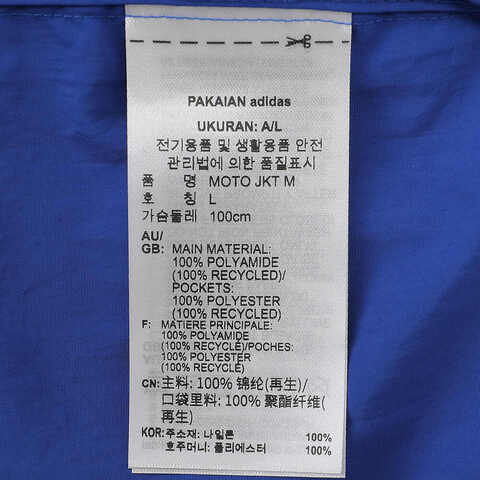 PAKAIAN adidas
UKURAN: A/L
전기용품 및 생활용품 안전
관리법에 의한 품질표시
품 명 MOTO JKT M
호 칭 L
가슴둘레 100cm
AU/
GB: MAIN MATERIAL:
100% POLYAMIDE
(100% RECYCLED)/
POCKETS:
100% POLYESTER
(100% RECYCLED)
F: MATIERE PRINCIPALE:
100% POLYAMIDE
(100% RECYCLÉ)/POCHES:
100% POLYESTER
(100% RECYCLÉ)
CN: 主料: 100% 锦纶(再生)/
口袋里料: 100% 聚酯纤维(
再生)
KOR: 주소재: 나일론 100%
호주머니: 폴리에스터 100%